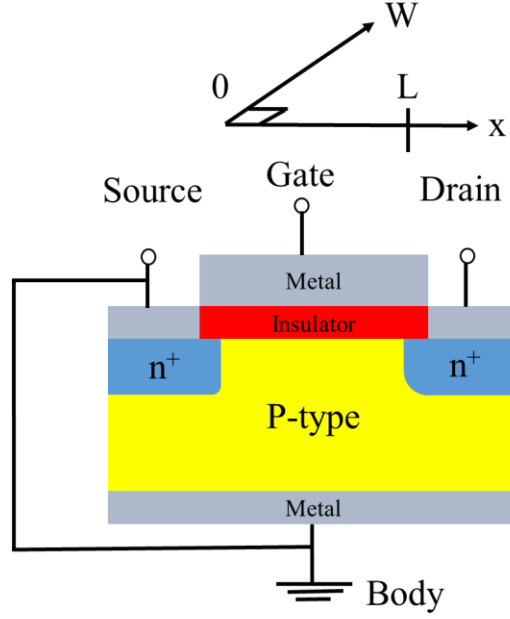 W
0
L
x
Source
Gate
Drain
Metal
Insulator
n⁺
n⁺
P-type
Metal
Body